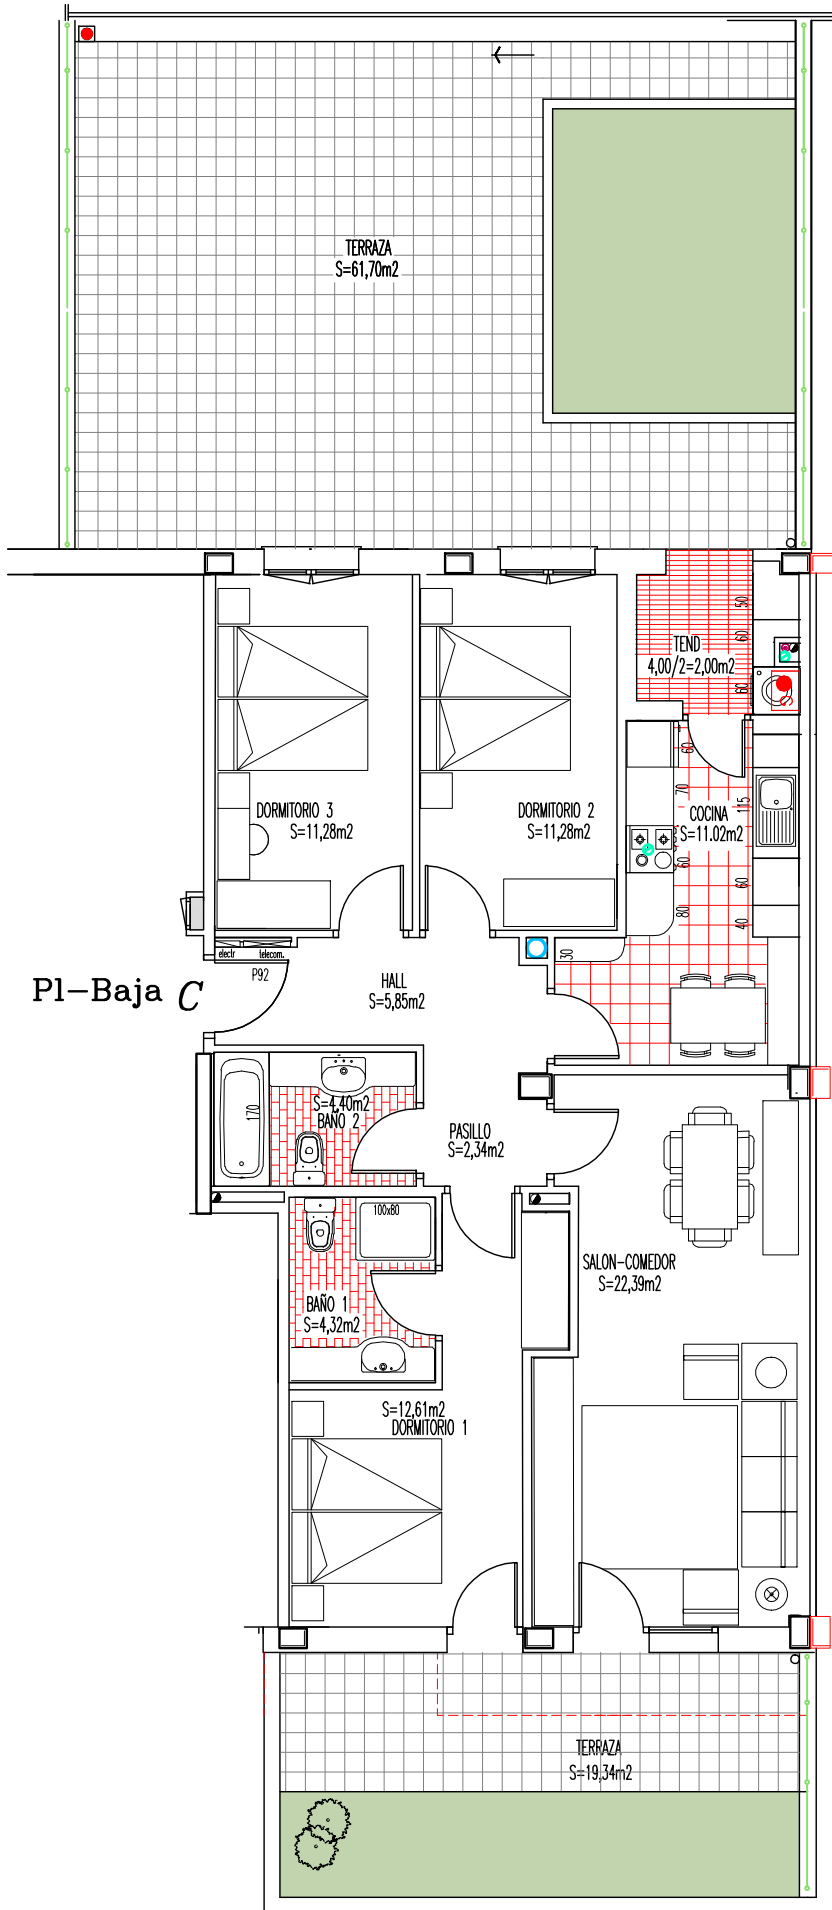 TERRAZA
S=61,70m2
TEND
4,00/2=2,00m2
50
60
60
DORMITORIO 3
S=11,28m2
DORMITORIO 2
S=11,28m2
COCINA
S=11.02m2
60
70
60
80
30
115
60
40
electr
telecom.
P92
Pl-Baja C
HALL
S=5,85m2
170
S=4,40m2
BAÑO 2
PASILLO
S=2,34m2
100x80
BAÑO 1
S=4,32m2
SALON-COMEDOR
S=22,39m2
S=12,61m2
DORMITORIO 1
TERRAZA
S=19,34m2